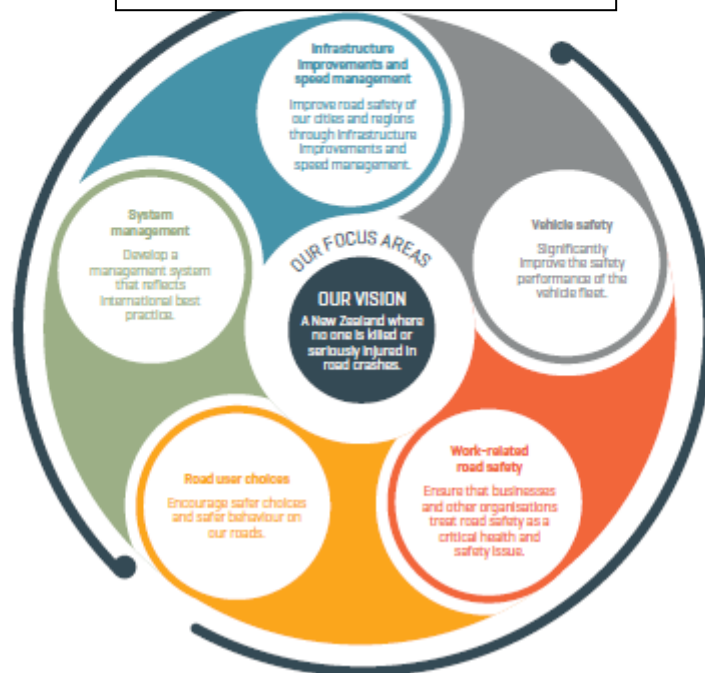 Infrastructure
improvements and
speed management
Improve road safety of
our cities and regions
through infrastructure
improvements and
speed management.
Vehicle safety
Significantly
improve the safety
performance of the
vehicle fleet.
System
management
Develop a
management system
that reflects
international best
practice.
OUR FOCUS AREAS
OUR VISION
A New Zealand where
no one is killed or
seriously injured in
road crashes.
Work-related
road safety
Ensure that businesses
and other organisations
treat road safety as a
critical health and
safety issue.
Road user choices
Encourage safer choices
and safer behaviour on
our roads.